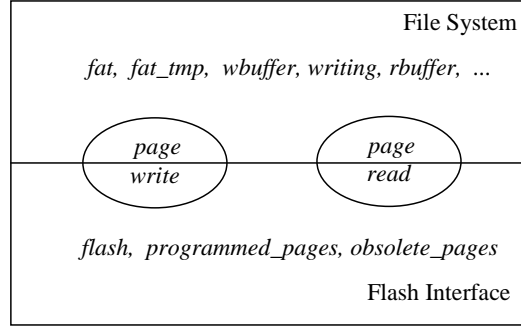 File System
fat, fat_tmp, wbuffer, writing, rbuffer, ...
page page
write read
flash, programmed_pages, obsolete_pages
Flash Interface